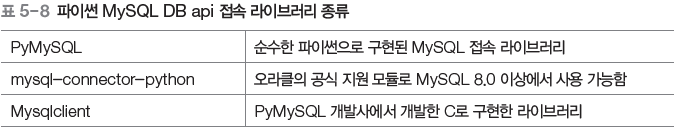 표 5-8 파이썬 MySQL DB api 접속 라이브러리 종류
PyMySQL 순수한 파이썬으로 구현된 MySQL 접속 라이브러리
mysql-connector-python 오라클의 공식 지원 모듈로 MySQL 8.0 이상에서 사용 가능함
Mysqlclient PyMySQL 개발사에서 개발한 C로 구현한 라이브러리